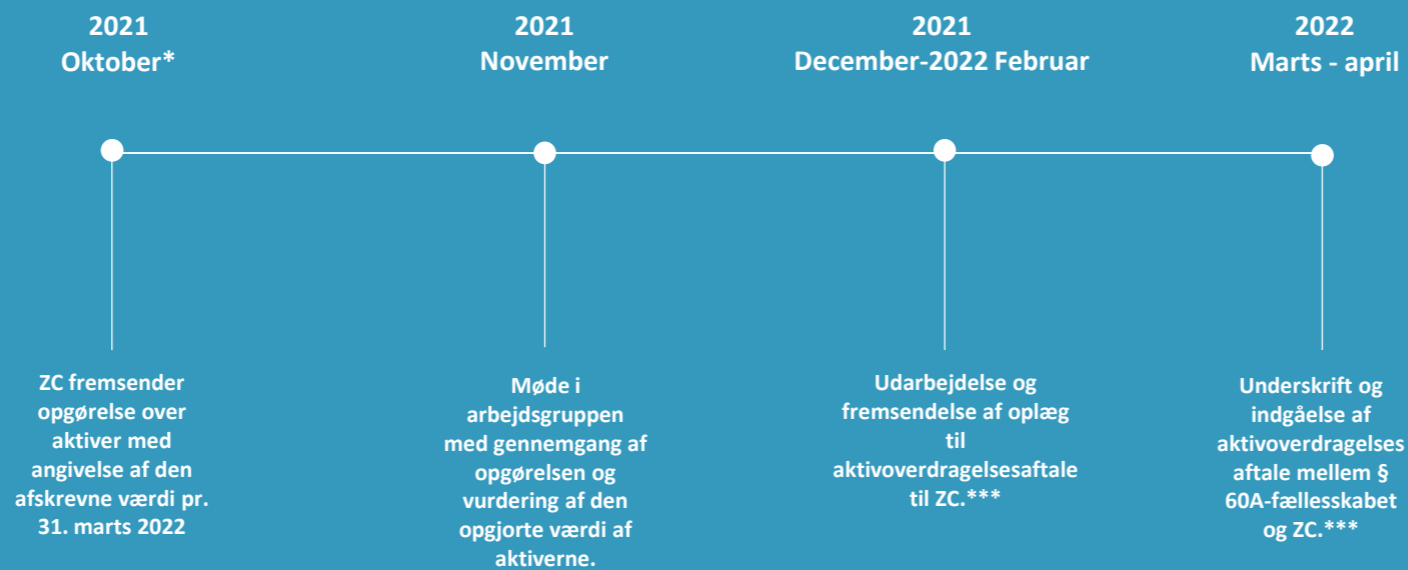 2021
Oktober*
2021
November
2021
December-2022 Februar
2022
Marts - april
ZC fremsender
opgørelse over
aktiver med
angivelse af den
afskrevne værdi pr.
31. marts 2022
Møde i
arbejdsgruppen
med gennemgang af
opgørelsen og
vurdering af den
opgjorte værdi af
aktiverne.
Udarbejdelse og
fremsendelse af oplæg
til
aktivoverdragelsesaftale
til ZC.***
Underskrift og
indgåelse af
aktivoverdragelses
aftale mellem §
60A-fællesskabet
og ZC.***